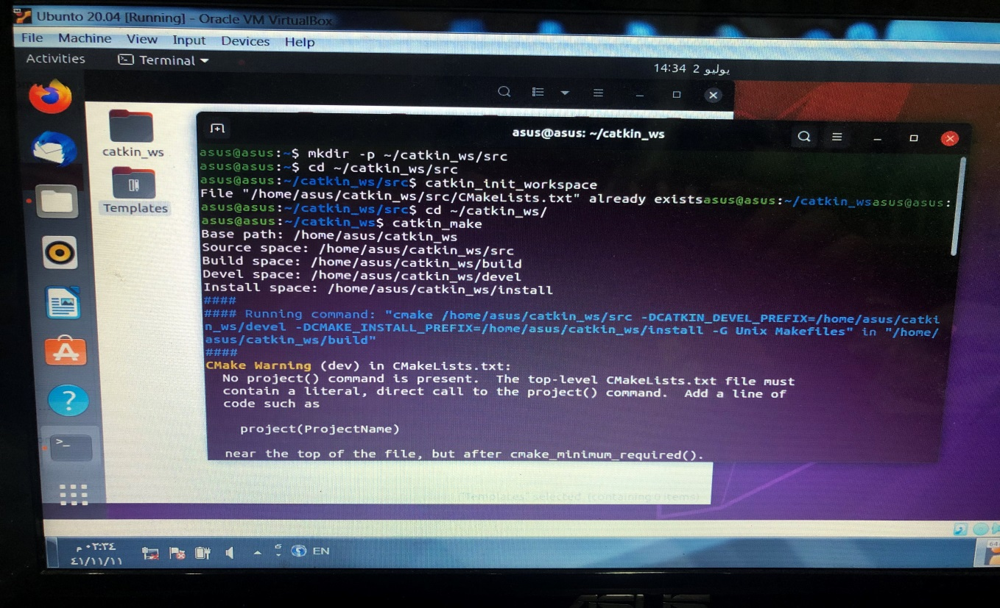 Ubunto 20.04 [Running] - Oracle VM VirtualBox
File Machine View Input Devices Help
Activities Terminal
14:34 2 يوليو
catkin_ws
Templates
asus@asus: ~/catkin_ws
asus@asus:~$ mkdir -p ~/catkin_ws/src
asus@asus:~$ cd ~/catkin_ws/src
asus@asus:~/catkin_ws/src$ catkin_init_workspace
File "/home/asus/catkin_ws/src/CMakeLists.txt" already existsasus@asus:~/catkin_wsasus@asus:
asus@asus:~/catkin_ws/src$ cd ~/catkin_ws/
asus@asus:~/catkin_ws$ catkin_make
Base path: /home/asus/catkin_ws
Source space: /home/asus/catkin_ws/src
Build space: /home/asus/catkin_ws/build
Devel space: /home/asus/catkin_ws/devel
Install space: /home/asus/catkin_ws/install
####
#### Running command: "cmake /home/asus/catkin_ws/src -DCATKIN_DEVEL_PREFIX=/home/asus/catki
n_ws/devel -DCMAKE_INSTALL_PREFIX=/home/asus/catkin_ws/install -G Unix Makefiles" in "/home/
asus/catkin_ws/build"
####
CMake Warning (dev) in CMakeLists.txt:
No project() command is present. The top-level CMakeLists.txt file must
contain a literal, direct call to the project() command. Add a line of
code such as
project(ProjectName)
near the top of the file, but after cmake_minimum_required().
"Templates" selected (containing 0 items)
٠٢:٣٤ م
٤١/١١/١١
EN
64